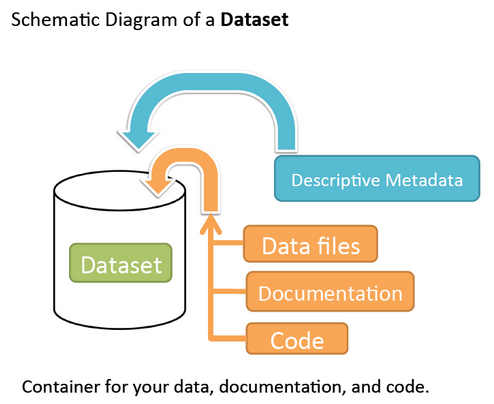 Schematic Diagram of a Dataset
Descriptive Metadata
Dataset
Data files
Documentation
Code
Container for your data, documentation, and code.